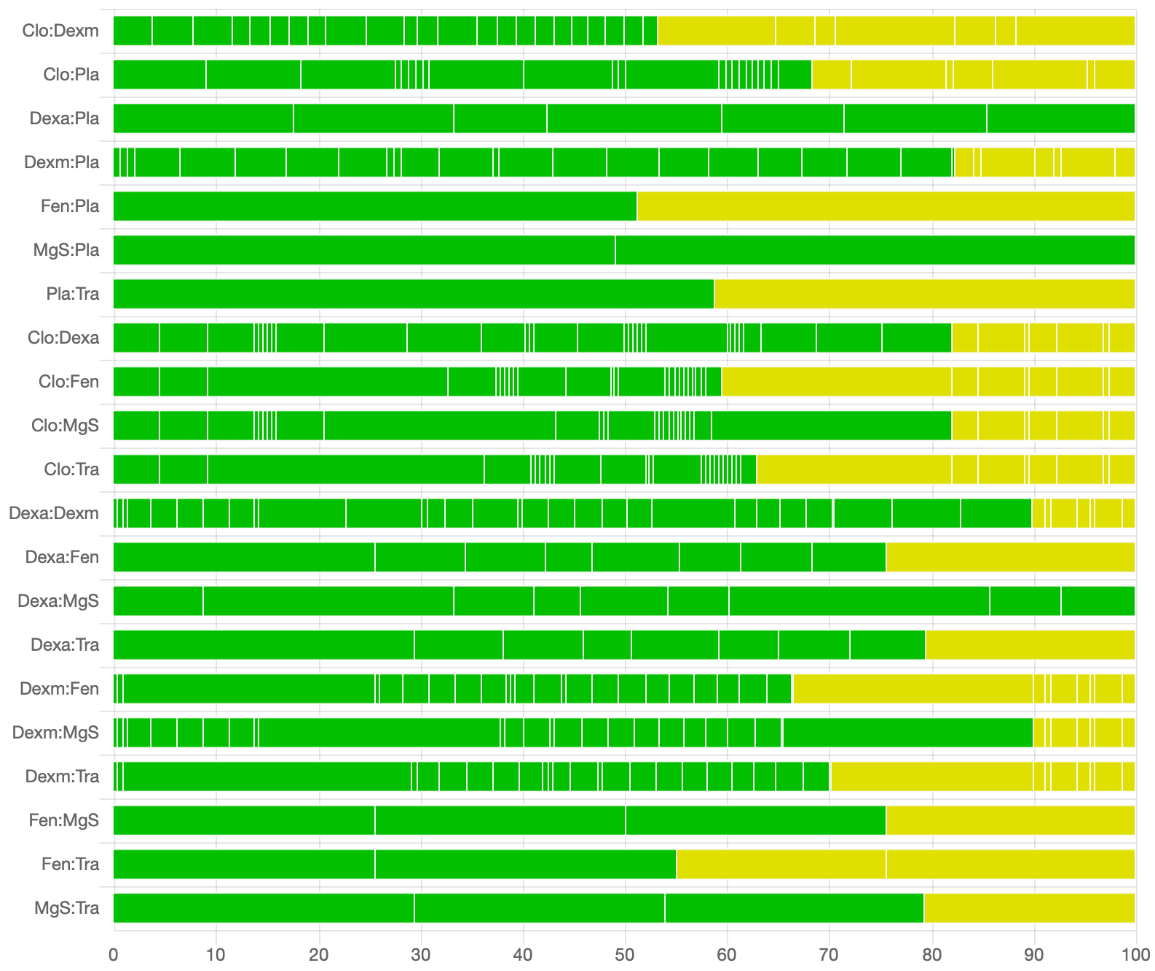 Clo:Dexm
Clo:Pla
Dexa:Pla
Dexm:Pla
Fen:Pla
MgS:Pla
Pla:Tra
Clo:Dexa
Clo:Fen
Clo:MgS
Clo:Tra
Dexa:Dexm
Dexa:Fen
Dexa:MgS
Dexa:Tra
Dexm:Fen
Dexm:MgS
Dexm:Tra
Fen:MgS
Fen:Tra
MgS:Tra
0 10 20 30 40 50 60 70 80 90 100